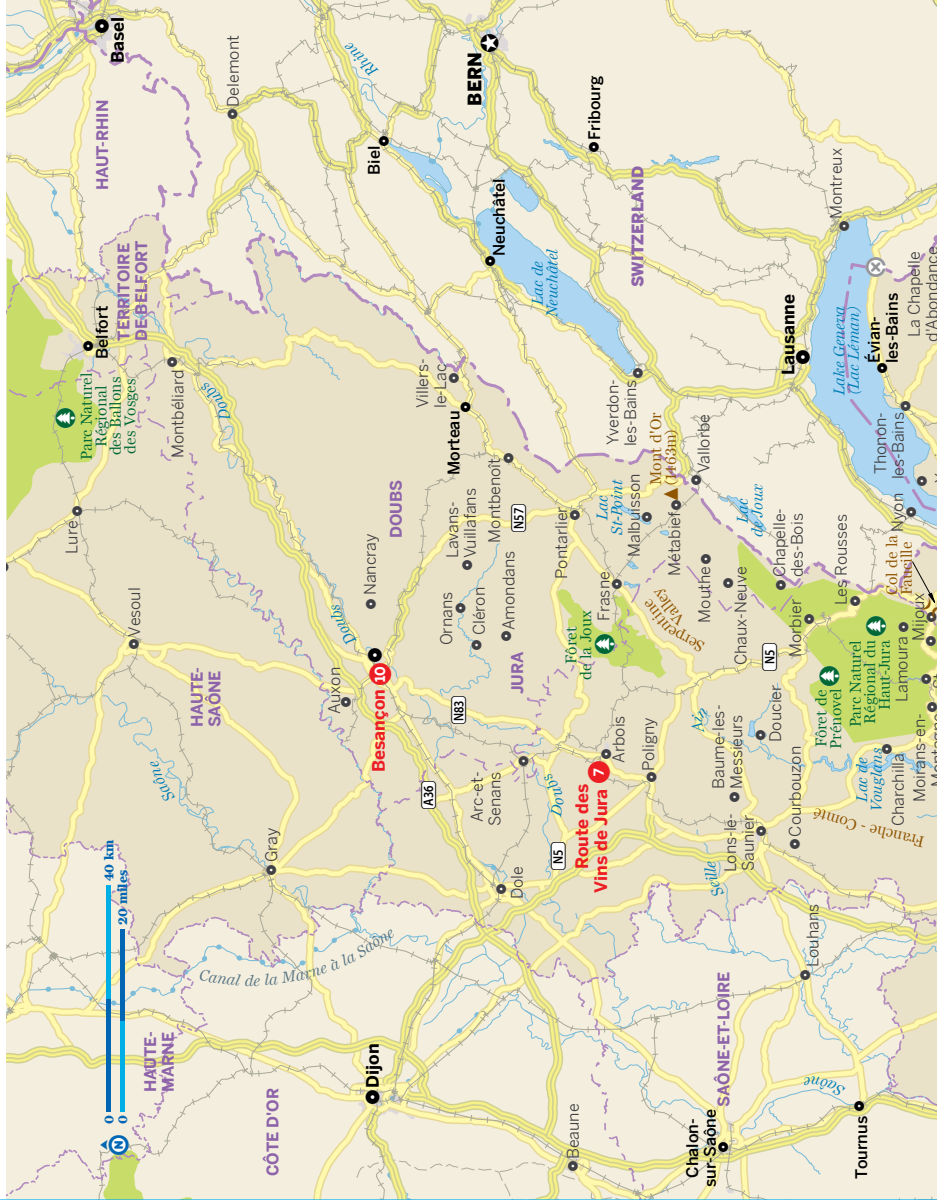 Basel
HAUT-RHIN
Delemont
Rhine
BERN
Biel
Fribourg
TERRITOIRE
DE BELFORT
Belfort
Neuchâtel
SWITZERLAND
Lac de
Neuchâtel
Montreux
Lake Geneva
(Lac Léman)
Lausanne
Évian-
les-Bains
La Chapelle
d'Abondance
Parc Naturel
Régional
des Ballons
des Vosges
Montbéliard
Doubs
Villers-
le-Lac
Morteau
Yverdon-
les-Bains
Mont d'Or
(1463m)
Vallorbe
Thonon-
les-Bains
Lure
DOUBS
Lavans-
Vuillafans
Montbenoît
N57
Pontarlier
Lac
St-Point
Malbuisson
Métabief
Lac
de Joux
Nyon
Vesoul
Nancray
Doubs
Ornans
Cléron
Amondans
Frasne
Mouthe
Chaux-Neuve
Chapelle-
des-Bois
Les Rousses
Col de la
Faucille
HAUTE-
SAÔNE
Auxon
Besançon
10
JURA
Fôret
de la Joux
Serpentine
Valley
N5
Morbier
Mijoux
Lamoura
Parc Naturel
Régional du
Haut-Jura
Fôret de
Prénovel
N83
Saône
A36
Arc-et-
Senans
Doubs
Arbois
Route des
Vins de Jura
7
Poligny
Ain
Baume-les-
Messieurs
Doucier
Lac de
Vouglans
Charchilla
Moirans-en-
Montagne
Gray
Dole
N5
Seille
Lons-le-
Saunier
Courbouzon
Franche-Comté
0
40 km
0
20 miles
Canal de la Marne à la Saône
Louhans
HAUTE-
MARNE
N
CÔTE D'OR
Dijon
Beaune
SAÔNE-ET-LOIRE
Chalon-
sur-Saône
Saône
Tournus